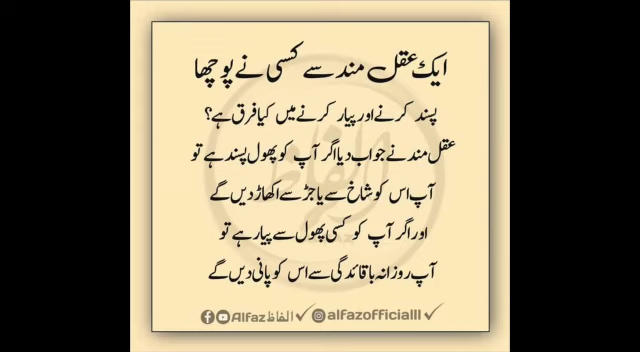 ایک عقل مند سے کسی نے پوچھا
پسند کرنے اور پیار کرنے میں کیا فرق ہے؟
عقل مند نے جواب دیا اگر آپ کو پھول پسند ہے تو
آپ اس کو شاخ سے یا جڑ سے اکھاڑ دیں گے
اور اگر آپ کو کسی پھول سے پیار ہے تو
آپ روزانہ باقائدگی سے اس کو پانی دیں گے
Alfaz الفاظ alfazofficialll
الفاظ